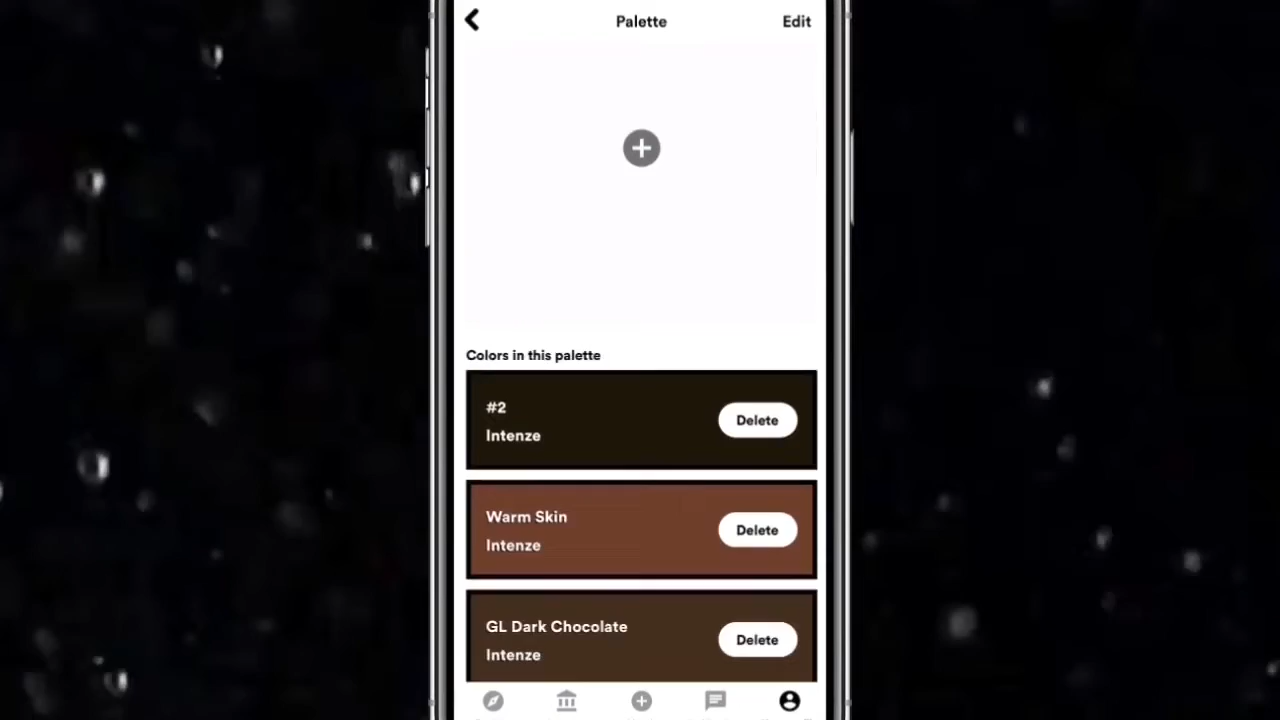 Palette
Edit
Colors in this palette
#2
Intenze
Delete
Warm Skin
Intenze
Delete
GL Dark Chocolate
Intenze
Delete